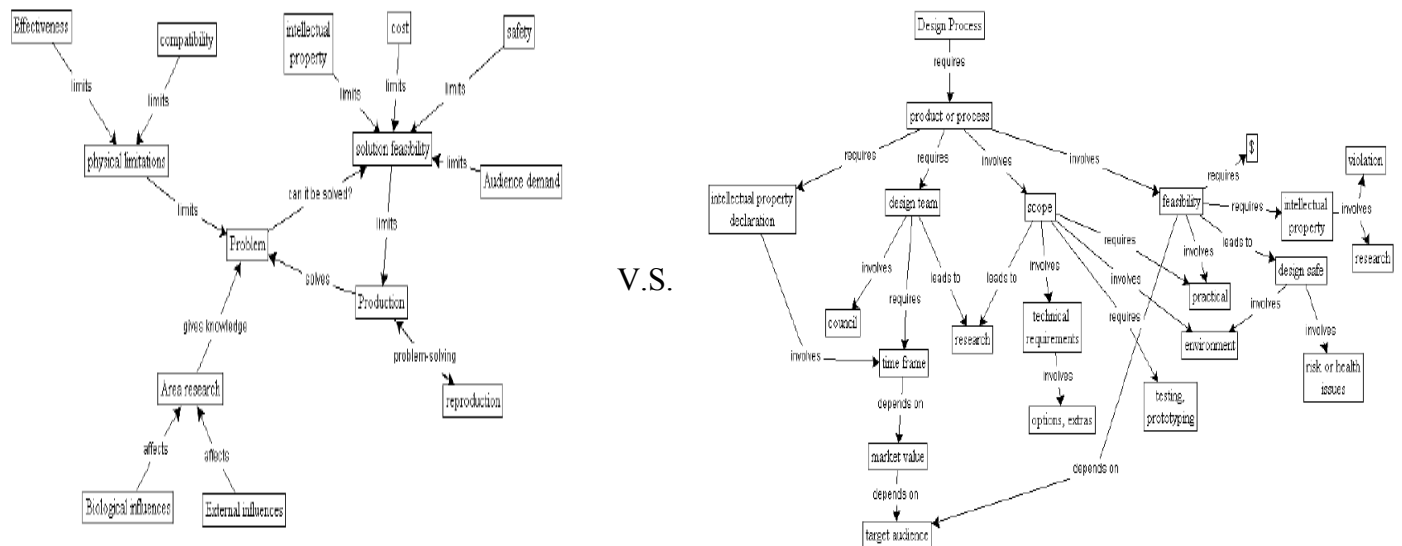 Effectiveness
compatibility
intellectual
property
cost
safety
limits
limits
limits
limits
limits
physical limitations
solution feasibility
limits
Audience demand
can it be solved?
limits
limits
Problem
solves
Production
gives knowledge
problem-solving
Area research
reproduction
affects
affects
Biological influences
External influences
V.S.
Design Process
requires
product or process
requires
requires
involves
involves
requires
$
violation
intellectual property
declaration
design team
scope
feasibility
requires
intellectual
property
involves
research
involves
requires
leads to
leads to
involves
requires
involves
requires
involves
leads to
design safe
practical
involves
involves
council
research
technical
requirements
environment
involves
time frame
involves
risk or health
issues
depends on
options, extras
testing,
prototyping
market value
depends on
depends on
target audience